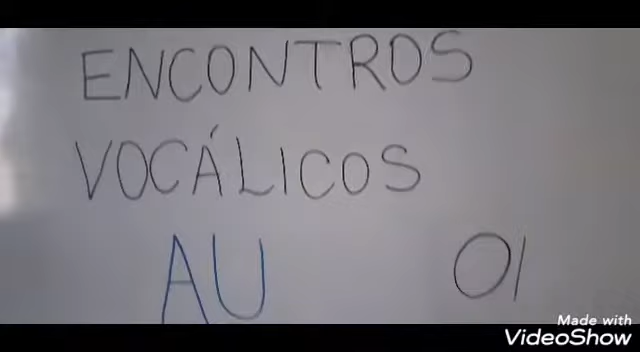 ENCONTROS
VOCÁLICOS
AU OI
Made with
VideoShow